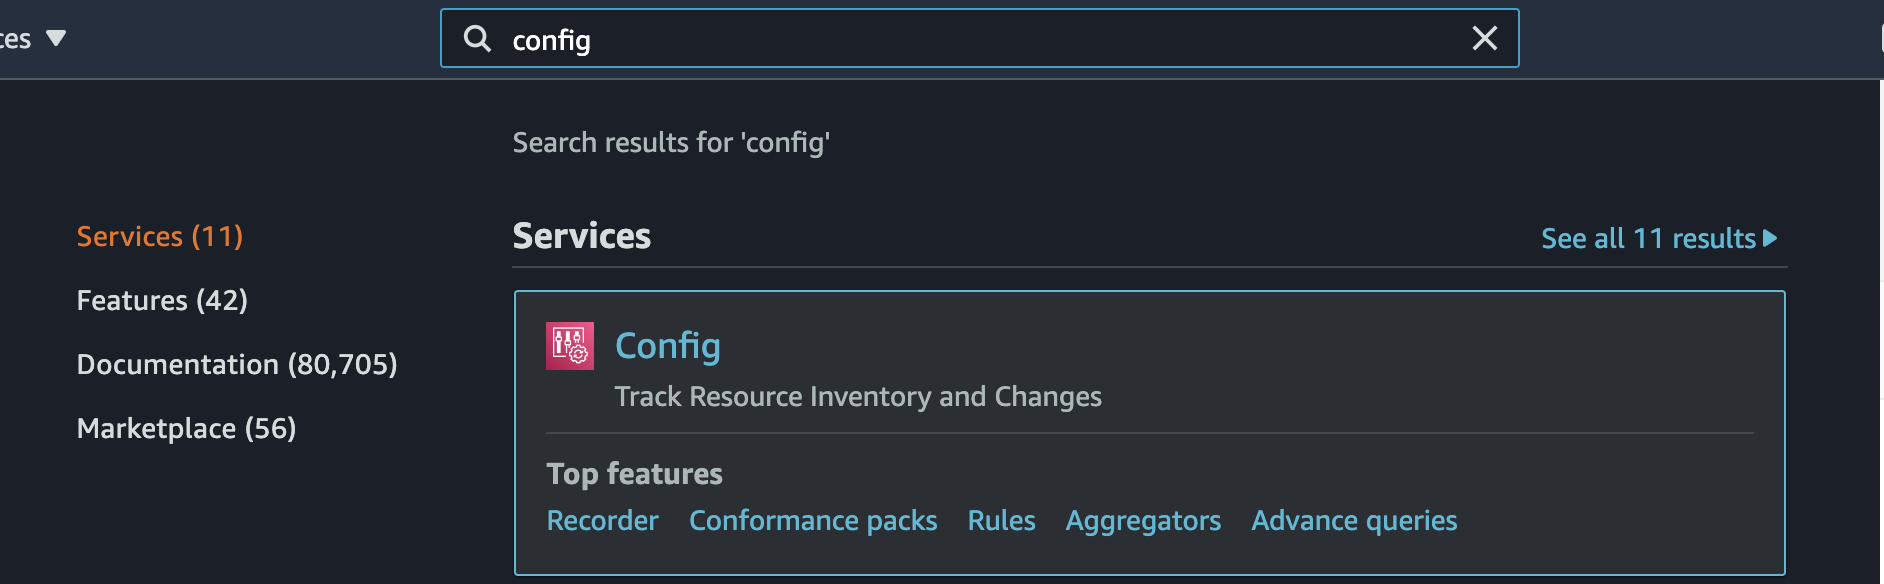 config
Search results for 'config'
Services (11)
Features (42)
Documentation (80,705)
Marketplace (56)
Services
See all 11 results
Config
Track Resource Inventory and Changes
Top features
Recorder Conformance packs Rules Aggregators Advance queries